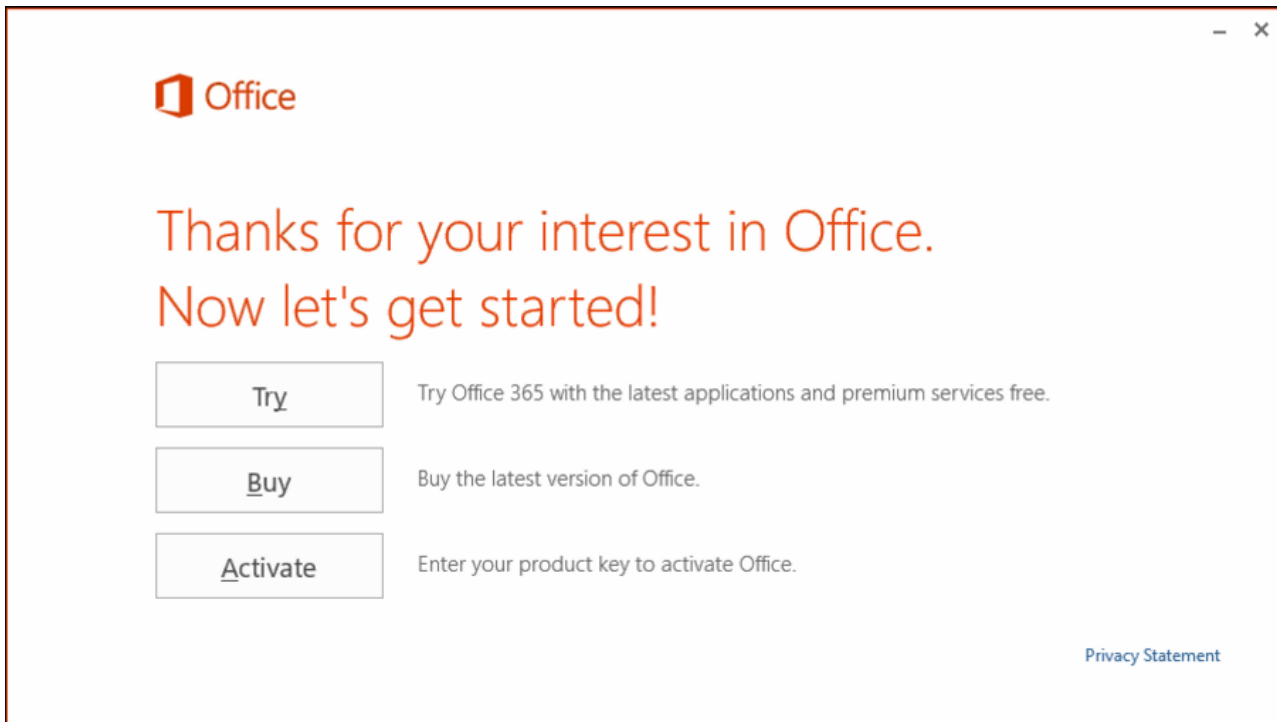 Office
Thanks for your interest in Office.
Now let's get started!
Try
Try Office 365 with the latest applications and premium services free.
Buy
Buy the latest version of Office.
Activate
Enter your product key to activate Office.
Privacy Statement